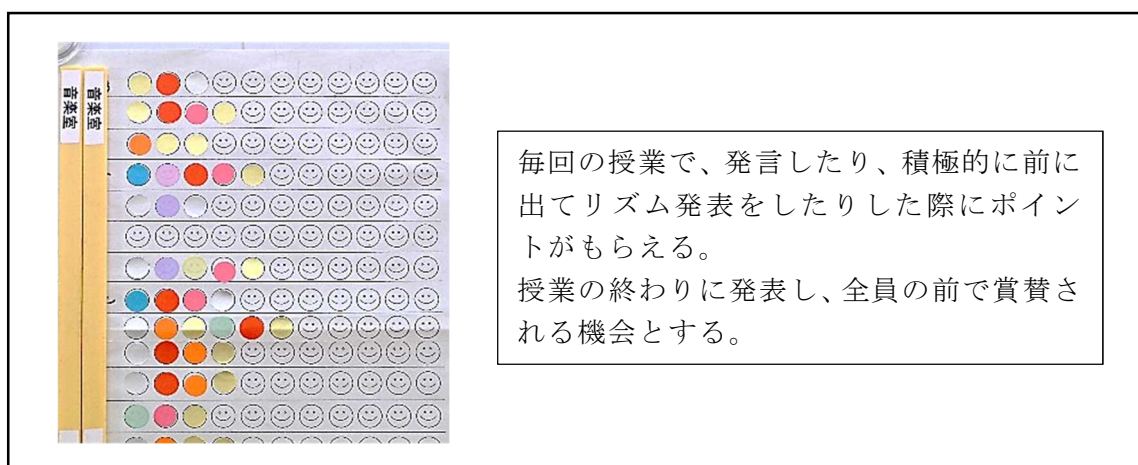 音楽室
音楽室
毎回の授業で、発言したり、積極的に前に
出てリズム発表をしたりした際にポイン
トがもらえる。
授業の終わりに発表し、全員の前で賞賛さ
れる機会とする。